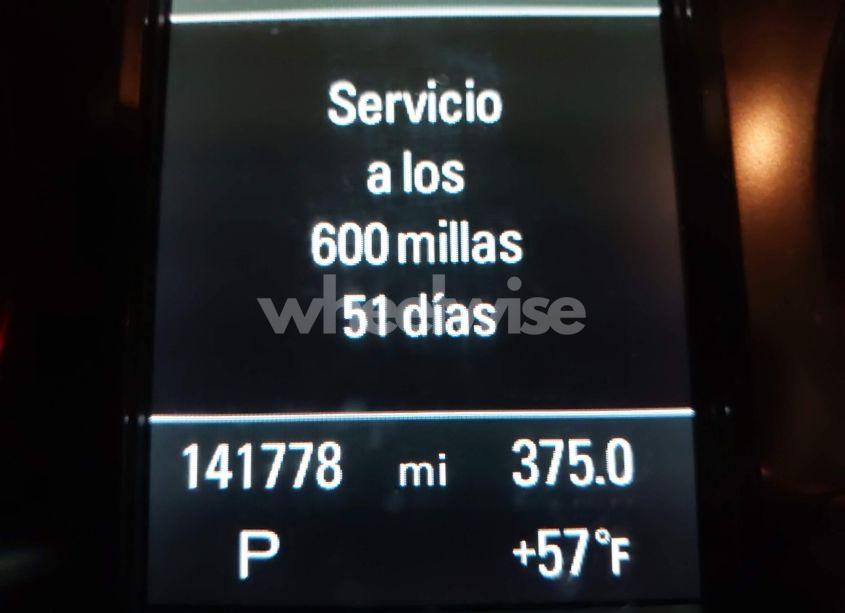 Servicio
a los
600 millas
51 días
wheelwise
141778 mi 375.0
P +57°F